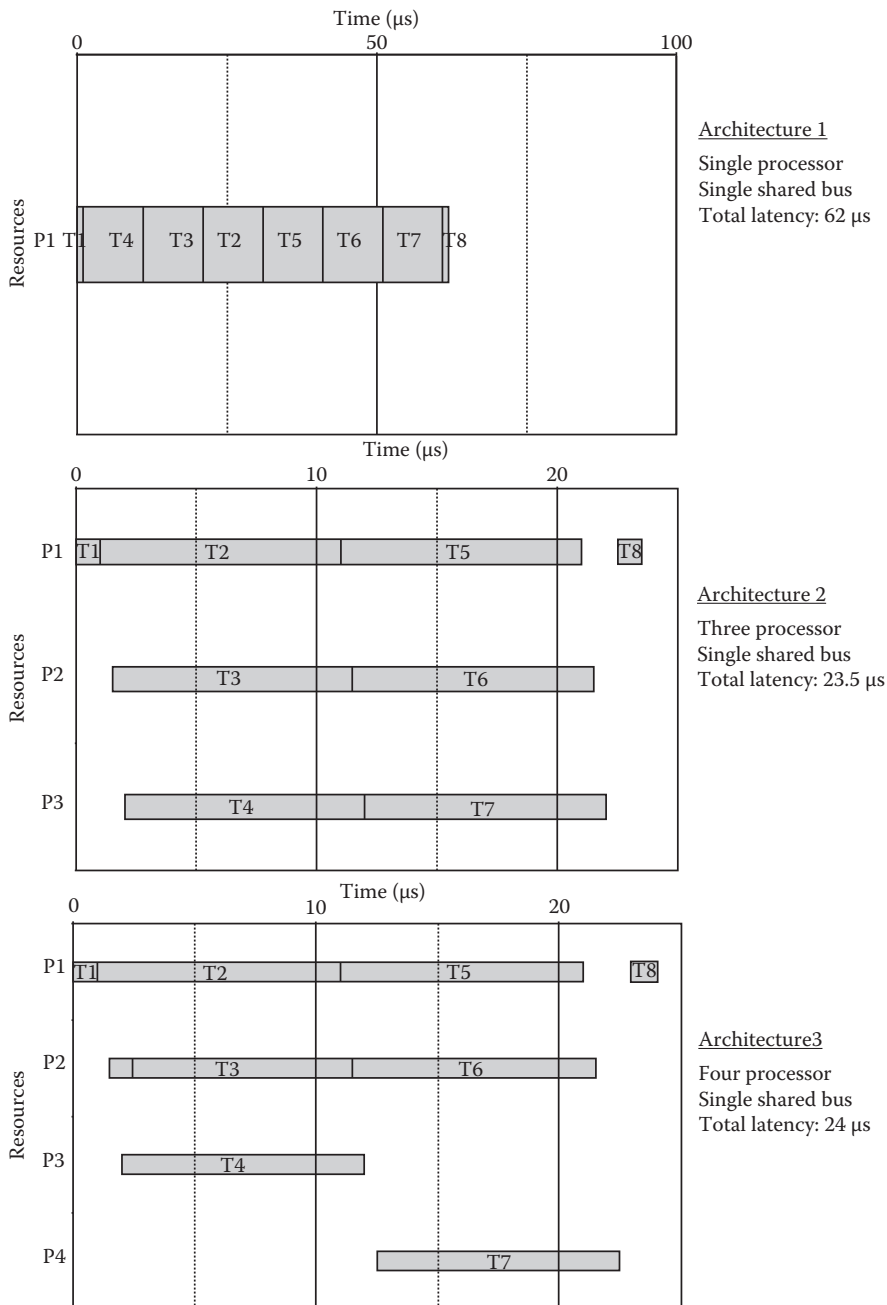 Time (µs)
0 50 100
Resources
P1 T1 T4 T3 T2 T5 T6 T7 T8
Architecture 1
Single processor
Single shared bus
Total latency: 62 µs
Time (µs)
0 10 20
Resources
P1 T1 T2 T5 T8
P2 T3 T6
P3 T4 T7
Architecture 2
Three processor
Single shared bus
Total latency: 23.5 µs
Time (µs)
0 10 20
Resources
P1 T1 T2 T5 T8
P2 T3 T6
P3 T4
P4 T7
Architecture3
Four processor
Single shared bus
Total latency: 24 µs